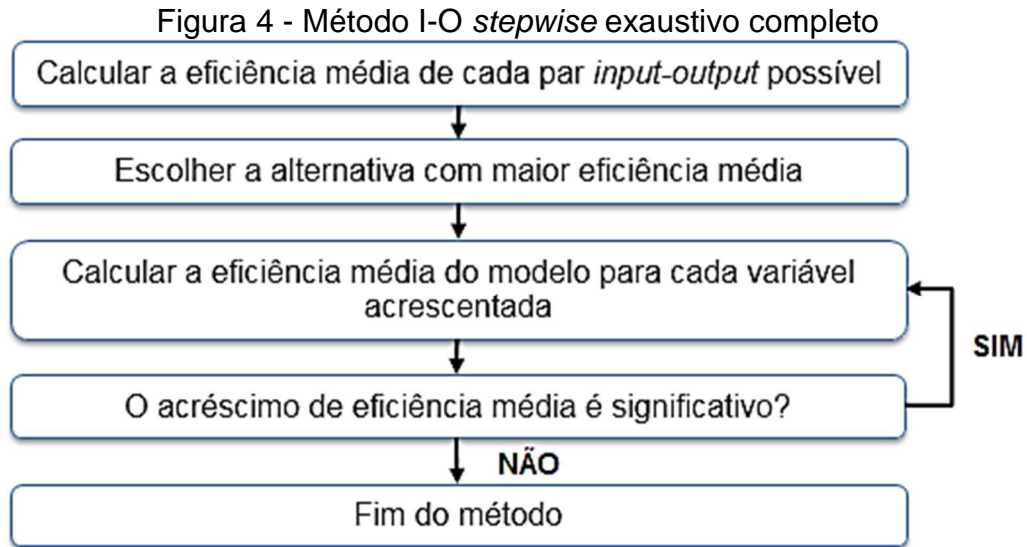 Figura 4 - Método I-O stepwise exaustivo completo
Calcular a eficiência média de cada par input-output possível
Escolher a alternativa com maior eficiência média
Calcular a eficiência média do modelo para cada variável
acrescentada
SIM
O acréscimo de eficiência média é significativo?
NÃO
Fim do método